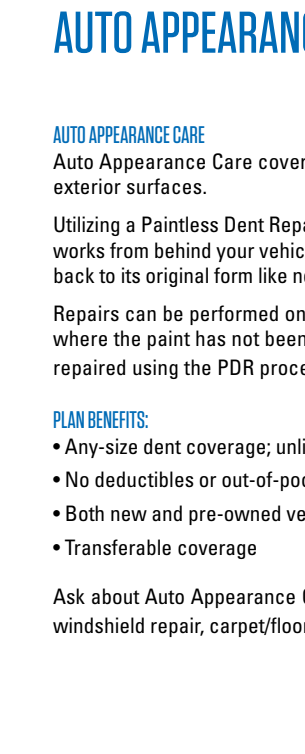 AUTO APPEARANC
AUTO APPEARANCE CARE
Auto Appearance Care cover
exterior surfaces.
Utilizing a Paintless Dent Repa
works from behind your vehic
back to its original form like n
Repairs can be performed on
where the paint has not been
repaired using the PDR proce
PLAN BENEFITS:
• Any-size dent coverage; unli
• No deductibles or out-of-poc
• Both new and pre-owned ve
• Transferable coverage
Ask about Auto Appearance C
windshield repair, carpet/floor